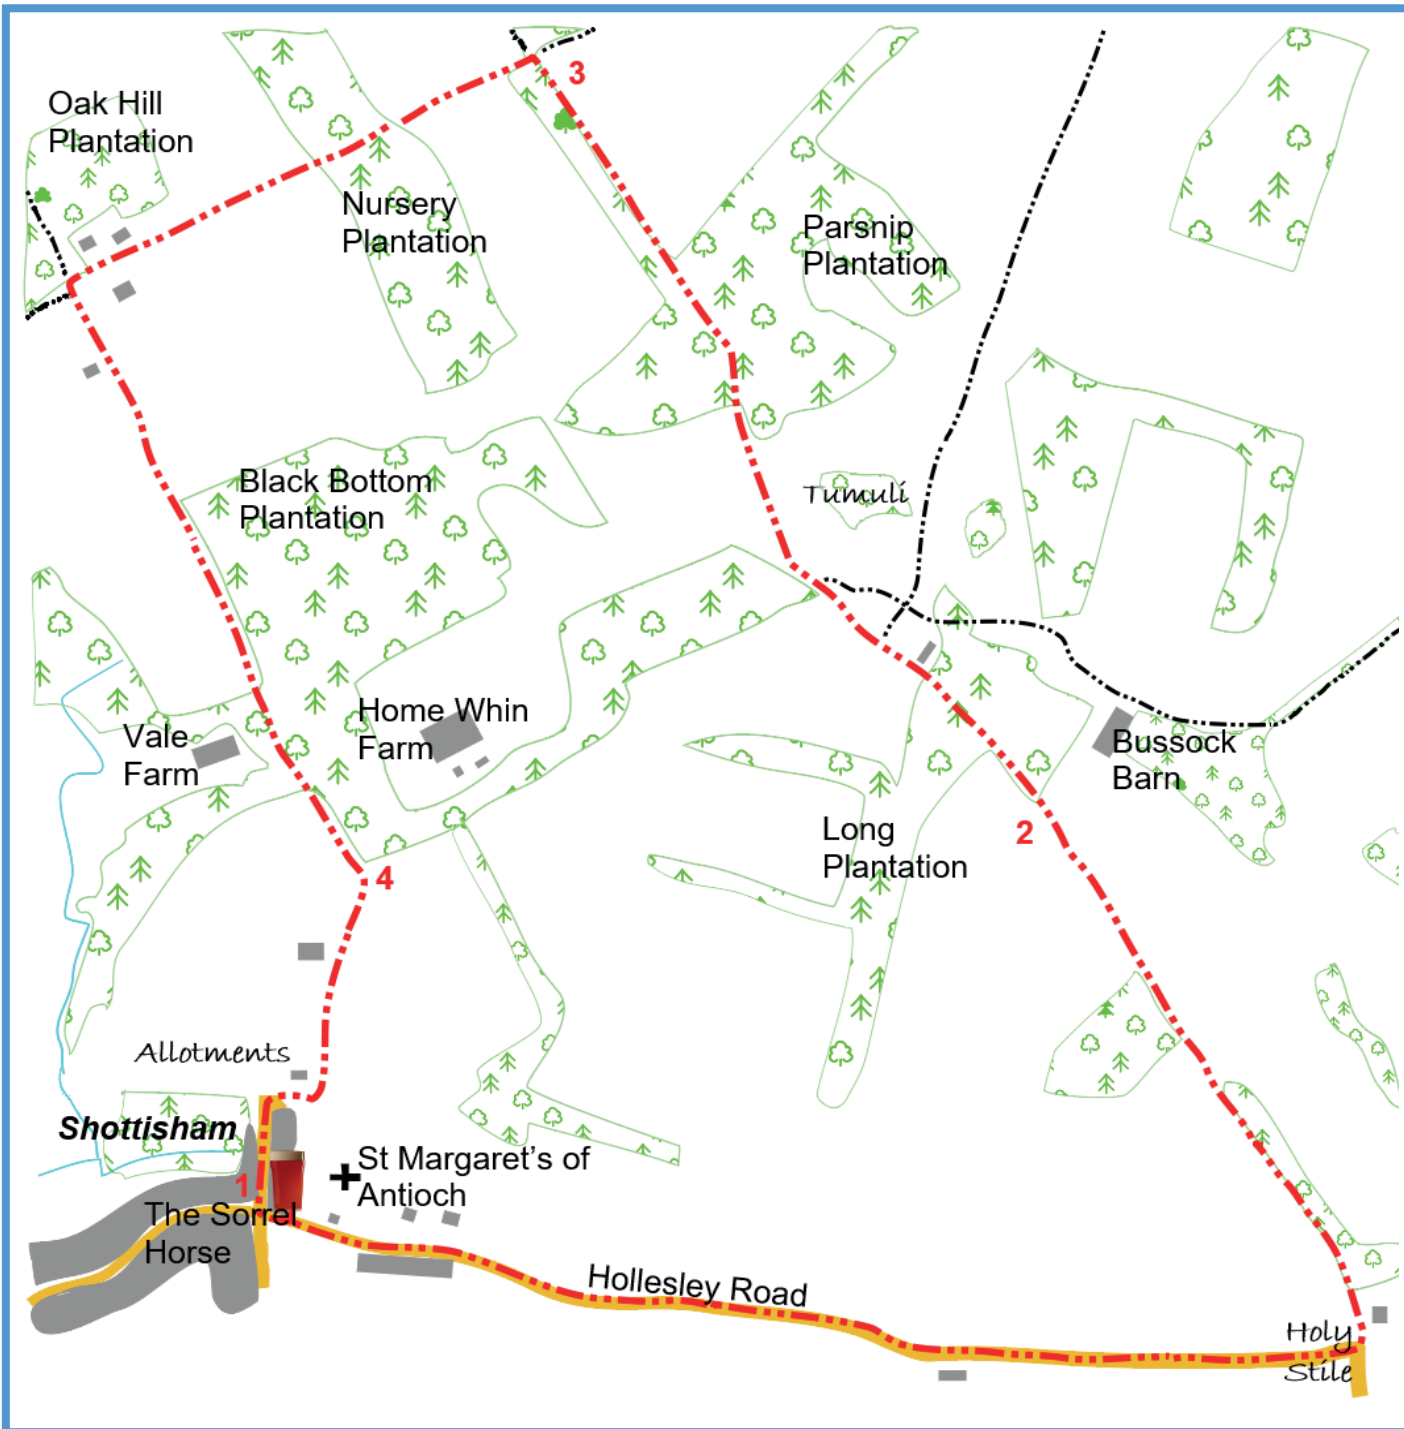 3
Oak Hill
Plantation
Nursery
Plantation
Parsnip
Plantation
Black Bottom
Plantation
Tumuli
Home Whin
Farm
Vale
Farm
Bussock
Barn
Long
Plantation
2
4
Allotments
Shottisham
St Margaret's of
Antioch
1
The Sorrel
Horse
Hollesley Road
Holy
Stile